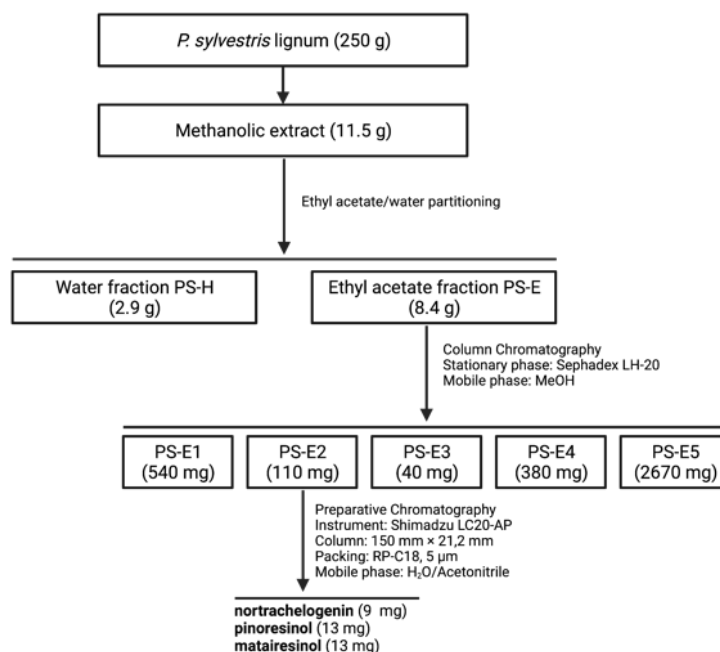 P. sylvestris lignum (250 g)
Methanolic extract (11.5 g)
Ethyl acetate/water partitioning
Water fraction PS-H
(2.9 g)
Ethyl acetate fraction PS-E
(8.4 g)
Column Chromatography
Stationary phase: Sephadex LH-20
Mobile phase: MeOH
PS-E1
(540 mg)
PS-E2
(110 mg)
PS-E3
(40 mg)
PS-E4
(380 mg)
PS-E5
(2670 mg)
Preparative Chromatography
Instrument: Shimadzu LC20-AP
Column: 150 mm × 21,2 mm
Packing: RP-C18, 5 μm
Mobile phase: H₂O/Acetonitrile
nortrachelogenin (9 mg)
pinoresinol (13 mg)
matairesinol (13 mg)